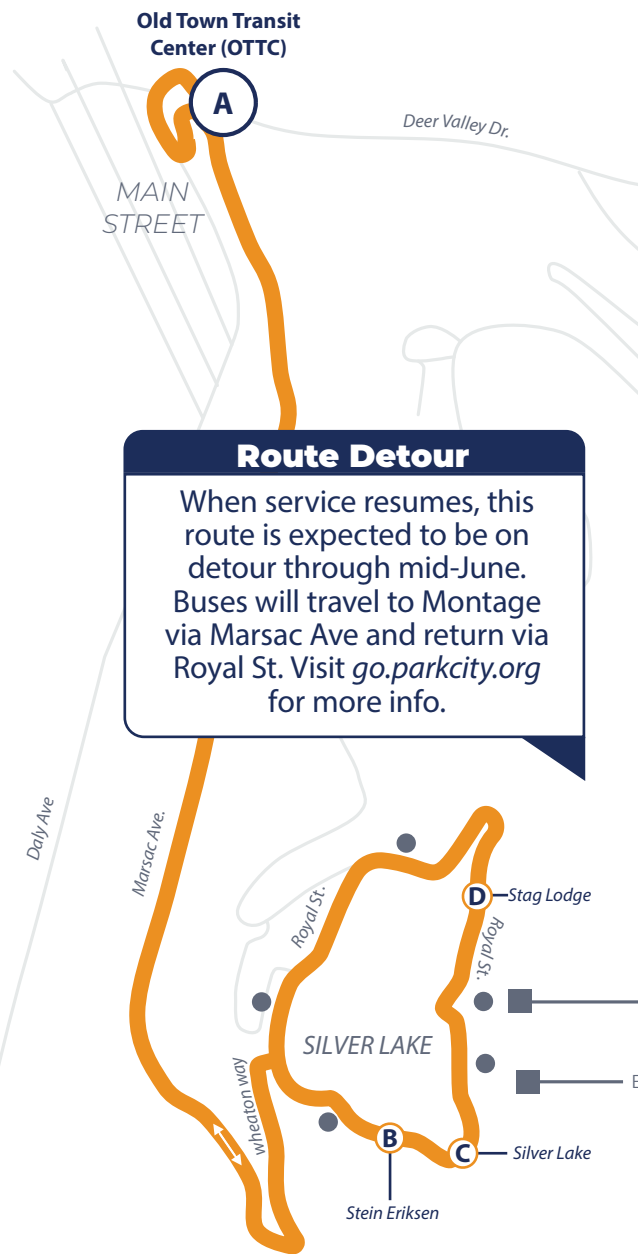 Old Town Transit
Center (OTTC)
A
Deer Valley Dr.
MAIN
STREET
Route Detour
When service resumes, this
route is expected to be on
detour through mid-June.
Buses will travel to Montage
via Marsac Ave and return via
Royal St. Visit go.parkcity.org
for more info.
Daly Ave
Marsac Ave.
Royal St.
D
Stag Lodge
Royal St.
SILVER LAKE
wheaton way
E
B
C
Silver Lake
Stein Eriksen